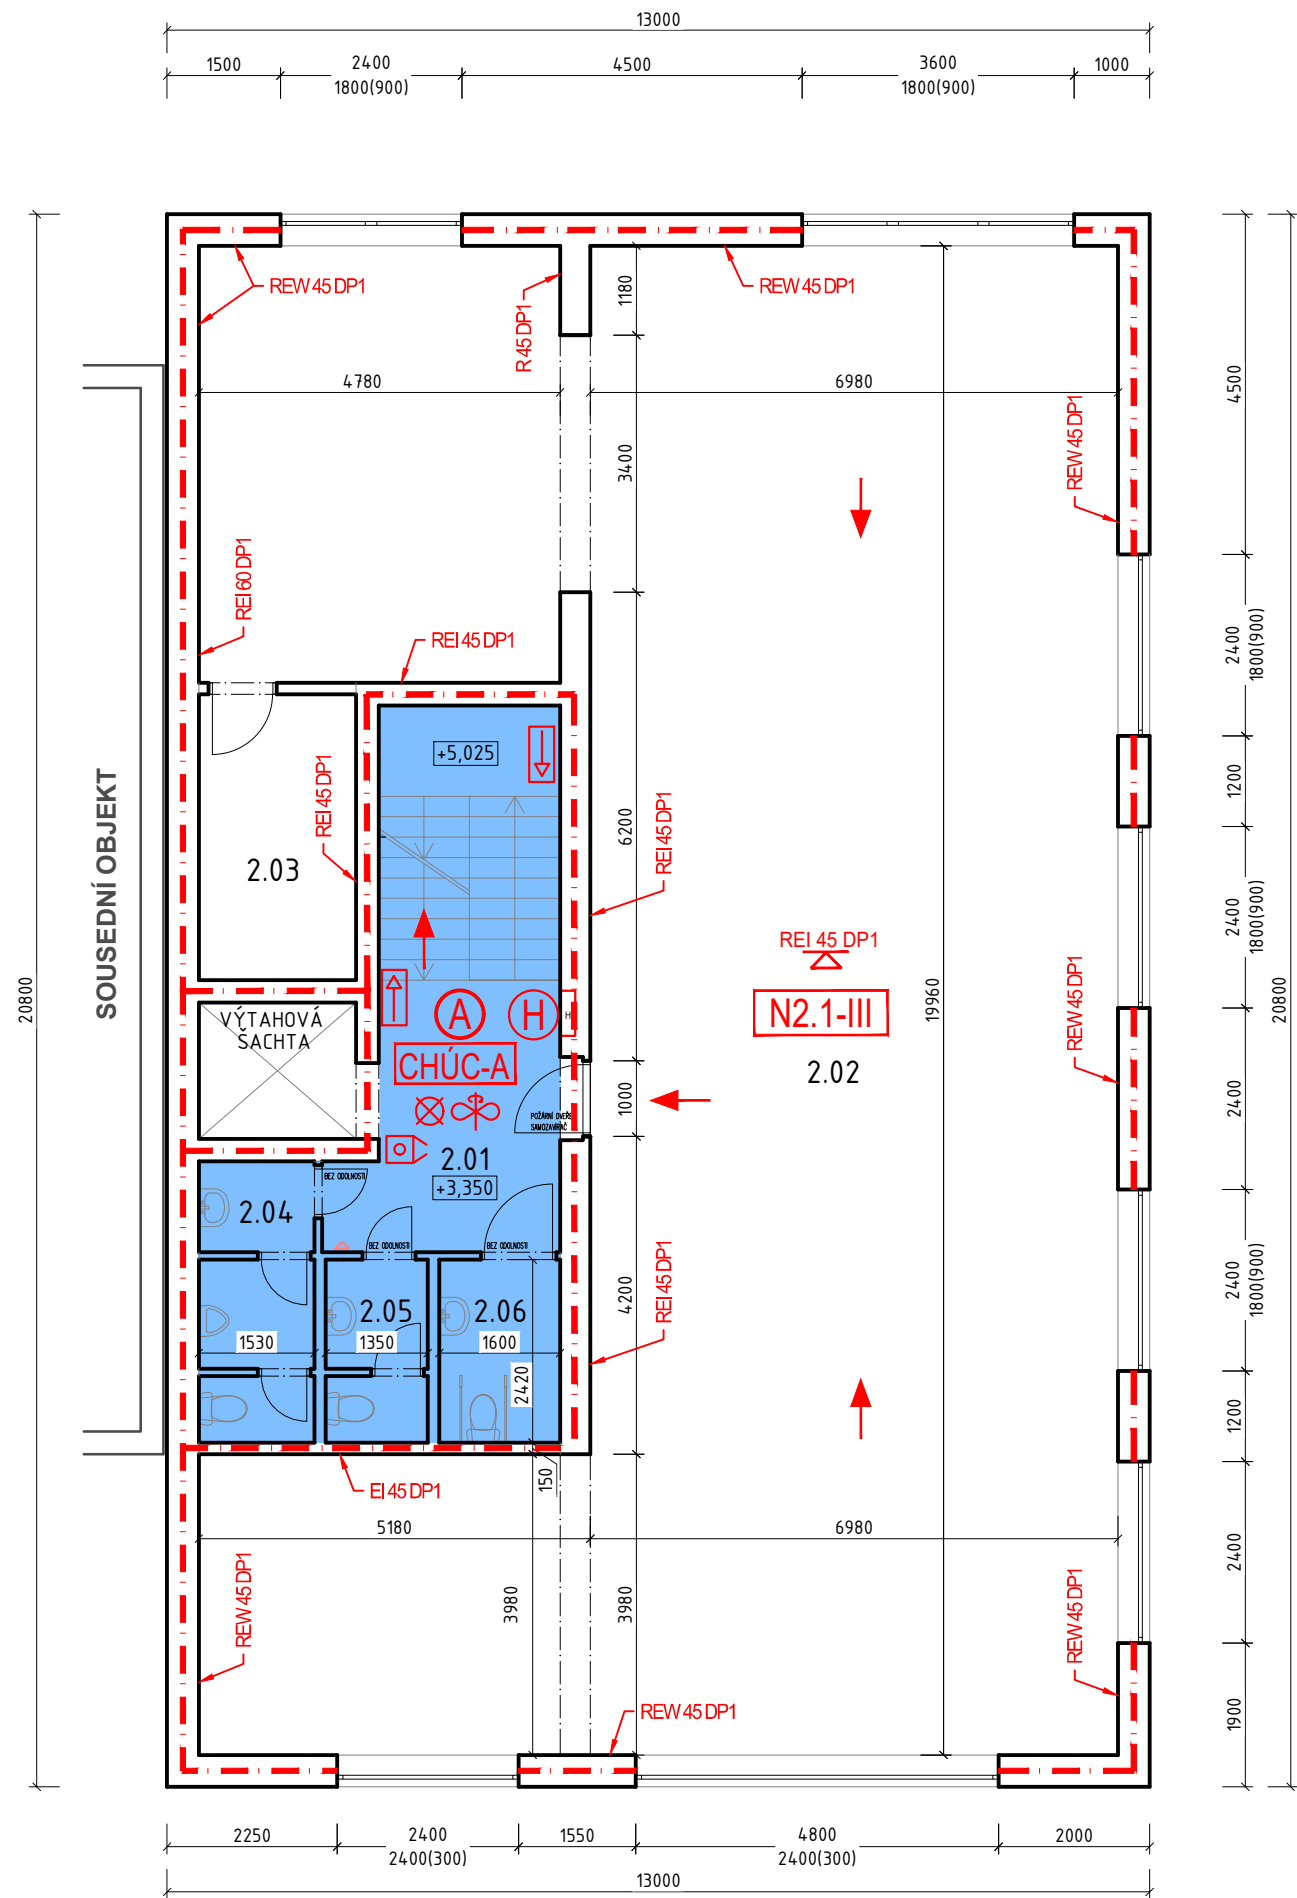 13000
1500
2400
1800(900)
4500
3600
1800(900)
1000
REW 45 DP1
R 45 DP1
1180
REW 45 DP1
4780
6980
REW 45 DP1
4500
3400
REI 60 DP1
REI 45 DP1
2400
1800(900)
+5,025
1200
SOUSEDNÍ OBJEKT
REI 45 DP1
2.03
6200
REI 45 DP1
2400
1800(900)
REI 45 DP1
N2.1-III
2.02
19960
REW 45 DP1
20800
20800
VÝTAHOVÁ
ŠACHTA
A
H
H
CHÚC-A
1000
POŽÁRNÍ DVEŘE
SAMOZAVÍRAČ
2400
2.01
+3,350
BEZ ODOLNOSTI
2.04
BEZ ODOLNOSTI
BEZ ODOLNOSTI
4200
REI 45 DP1
2400
1800(900)
2.05
2.06
1530
1350
1600
2420
1200
EI 45 DP1
150
5180
6980
2400
REW 45 DP1
3980
3980
REW 45 DP1
REW 45 DP1
1900
2250
2400
2400(300)
1550
4800
2400(300)
2000
13000